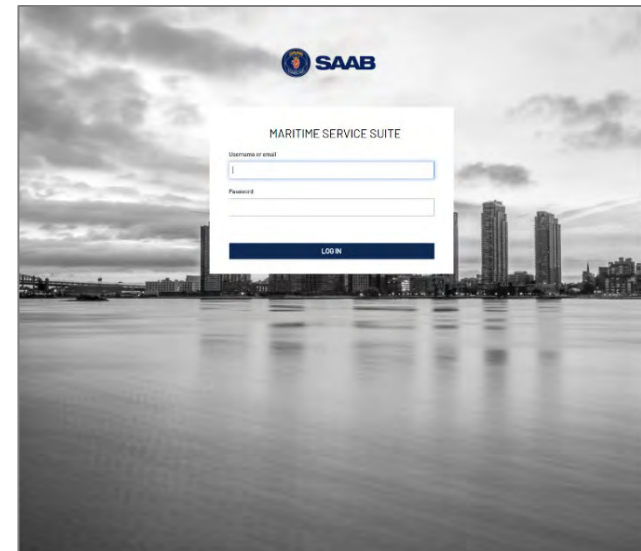 SAAB
MARITIME SERVICE SUITE
Username or email
Password
LOG IN